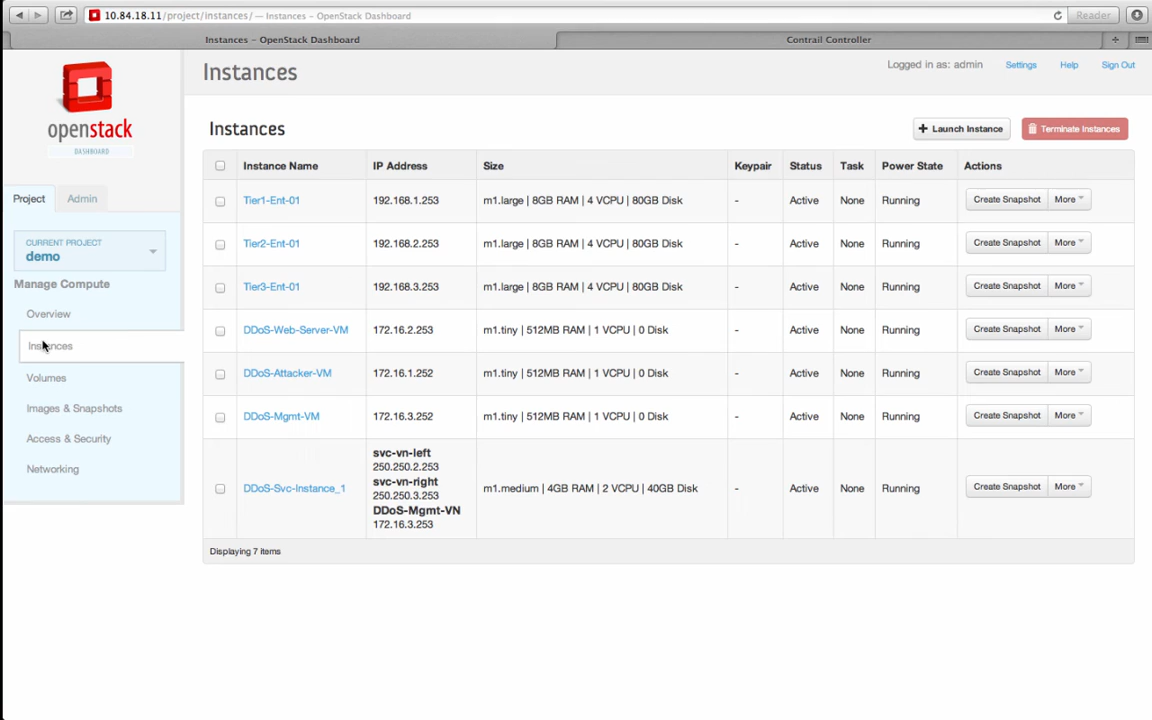 10.84.18.11/project/instances/ — Instances – OpenStack Dashboard
Reader
Instances – OpenStack Dashboard
Contrail Controller
openstack
DASHBOARD
Project
Admin
CURRENT PROJECT
demo
Manage Compute
Overview
Instances
Volumes
Images & Snapshots
Access & Security
Networking
Instances
Logged in as: admin
Settings
Help
Sign Out
Instances
+ Launch Instance
Terminate Instances
Instance Name IP Address Size Keypair Status Task Power State Actions
Tier1-Ent-01 192.168.1.253 m1.large | 8GB RAM | 4 VCPU | 80GB Disk - Active None Running Create Snapshot More
Tier2-Ent-01 192.168.2.253 m1.large | 8GB RAM | 4 VCPU | 80GB Disk - Active None Running Create Snapshot More
Tier3-Ent-01 192.168.3.253 m1.large | 8GB RAM | 4 VCPU | 80GB Disk - Active None Running Create Snapshot More
DDoS-Web-Server-VM 172.16.2.253 m1.tiny | 512MB RAM | 1 VCPU | 0 Disk - Active None Running Create Snapshot More
DDoS-Attacker-VM 172.16.1.252 m1.tiny | 512MB RAM | 1 VCPU | 0 Disk - Active None Running Create Snapshot More
DDoS-Mgmt-VM 172.16.3.252 m1.tiny | 512MB RAM | 1 VCPU | 0 Disk - Active None Running Create Snapshot More
svc-vn-left
250.250.2.253
svc-vn-right
DDoS-Svc-Instance_1 250.250.3.253 m1.medium | 4GB RAM | 2 VCPU | 40GB Disk - Active None Running Create Snapshot More
DDoS-Mgmt-VN
172.16.3.253
Displaying 7 items